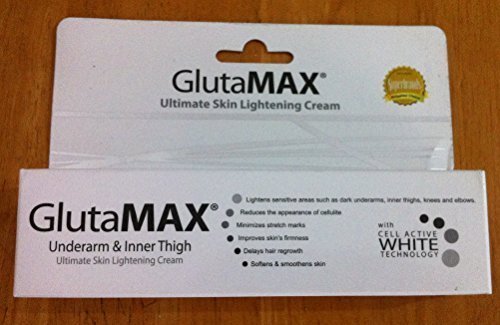 GlutaMAX®
Ultimate Skin Lightening Cream
Superbrands
GlutaMAX®
Underarm & Inner Thigh
Ultimate Skin Lightening Cream
Lightens sensitive areas such as dark underarms, inner thighs, knees and elbows.
Reduces the appearance of cellulite
Minimizes stretch marks
Improves skin's firmness
Delays hair regrowth
Softens & smoothens skin
with
CELL ACTIVE
WHITE
TECHNOLOGY